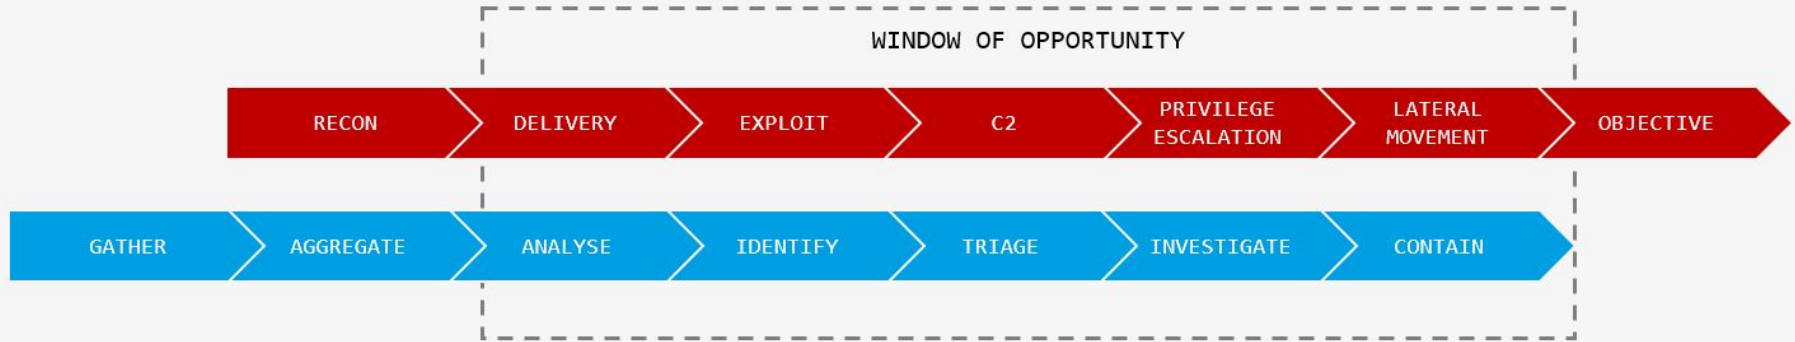 WINDOW OF OPPORTUNITY
RECON
DELIVERY
EXPLOIT
C2
PRIVILEGE
ESCALATION
LATERAL
MOVEMENT
OBJECTIVE
GATHER
AGGREGATE
ANALYSE
IDENTIFY
TRIAGE
INVESTIGATE
CONTAIN